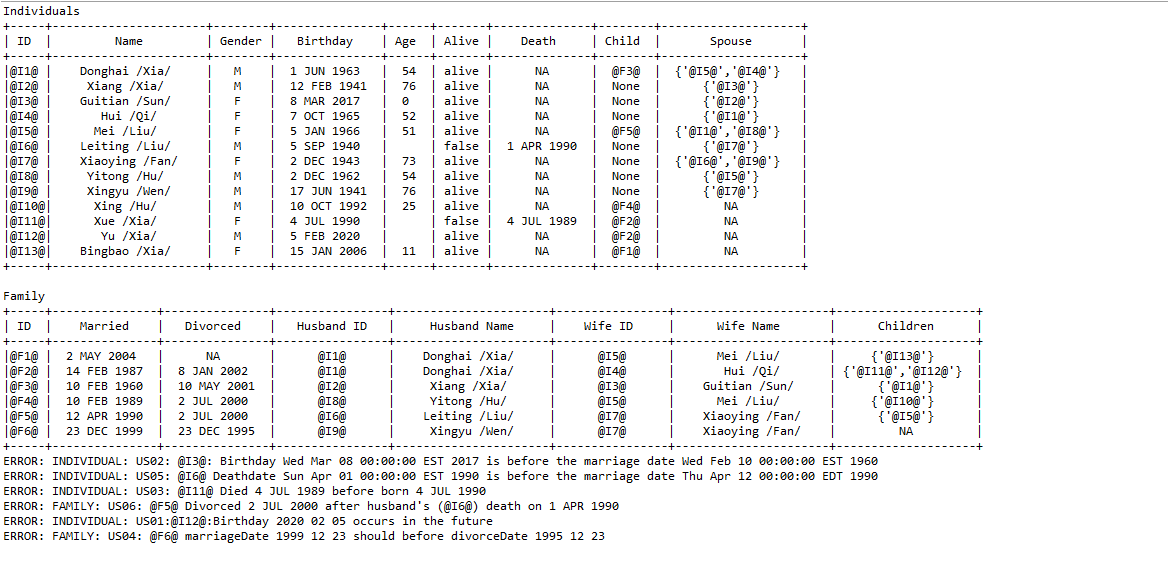 Individuals
+----+---------------------+--------+--------------+-----+-------+-------------+-------+-------------------+
| ID | Name | Gender | Birthday | Age | Alive | Death | Child | Spouse |
+----+---------------------+--------+--------------+-----+-------+-------------+-------+-------------------+
|@I1@ | Donghai /Xia/ | M | 1 JUN 1963 | 54 | alive | NA | @F3@ | {'@I5@','@I4@'} |
|@I2@ | Xiang /Xia/ | M | 12 FEB 1941 | 76 | alive | NA | None | {'@I3@'} |
|@I3@ | Guitian /Sun/ | F | 8 MAR 2017 | 0 | alive | NA | None | {'@I2@'} |
|@I4@ | Hui /Qi/ | F | 7 OCT 1965 | 52 | alive | NA | None | {'@I1@'} |
|@I5@ | Mei /Liu/ | F | 5 JAN 1966 | 51 | alive | NA | @F5@ | {'@I1@','@I8@'} |
|@I6@ | Leiting /Liu/ | M | 5 SEP 1940 | | false | 1 APR 1990 | None | {'@I7@'} |
|@I7@ | Xiaoying /Fan/ | F | 2 DEC 1943 | 73 | alive | NA | None | {'@I6@','@I9@'} |
|@I8@ | Yitong /Hu/ | M | 2 DEC 1962 | 54 | alive | NA | None | {'@I5@'} |
|@I9@ | Xingyu /Wen/ | M | 17 JUN 1941 | 76 | alive | NA | None | {'@I7@'} |
|@I10@| Xing /Hu/ | M | 10 OCT 1992 | 25 | alive | NA | @F4@ | NA |
|@I11@| Xue /Xia/ | F | 4 JUL 1990 | | false | 4 JUL 1989 | @F2@ | NA |
|@I12@| Yu /Xia/ | M | 5 FEB 2020 | | alive | NA | @F2@ | NA |
|@I13@| Bingbao /Xia/ | F | 15 JAN 2006 | 11 | alive | NA | @F1@ | NA |
+----+---------------------+--------+--------------+-----+-------+-------------+-------+-------------------+
Family
+----+--------------+--------------+---------------+---------------------+---------------+---------------------+-------------------+
| ID | Married | Divorced | Husband ID | Husband Name | Wife ID | Wife Name | Children |
+----+--------------+--------------+---------------+---------------------+---------------+---------------------+-------------------+
|@F1@ | 2 MAY 2004 | NA | @I1@ | Donghai /Xia/ | @I5@ | Mei /Liu/ | {'@I13@'} |
|@F2@ | 14 FEB 1987 | 8 JAN 2002 | @I1@ | Donghai /Xia/ | @I4@ | Hui /Qi/ | {'@I11@','@I12@'} |
|@F3@ | 10 FEB 1960 | 10 MAY 2001 | @I2@ | Xiang /Xia/ | @I3@ | Guitian /Sun/ | {'@I1@'} |
|@F4@ | 10 FEB 1989 | 2 JUL 2000 | @I8@ | Yitong /Hu/ | @I5@ | Mei /Liu/ | {'@I10@'} |
|@F5@ | 12 APR 1990 | 2 JUL 2000 | @I6@ | Leiting /Liu/ | @I7@ | Xiaoying /Fan/ | {'@I5@'} |
|@F6@ | 23 DEC 1999 | 23 DEC 1995 | @I9@ | Xingyu /Wen/ | @I7@ | Xiaoying /Fan/ | NA |
+----+--------------+--------------+---------------+---------------------+---------------+---------------------+-------------------+
ERROR: INDIVIDUAL: US02: @I3@: Birthday Wed Mar 08 00:00:00 EST 2017 is before the marriage date Wed Feb 10 00:00:00 EST 1960
ERROR: INDIVIDUAL: US05: @I6@ Deathdate Sun Apr 01 00:00:00 EST 1990 is before the marriage date Thu Apr 12 00:00:00 EDT 1990
ERROR: INDIVIDUAL: US03: @I11@ Died 4 JUL 1989 before born 4 JUL 1990
ERROR: FAMILY: US06: @F5@ Divorced 2 JUL 2000 after husband's (@I6@) death on 1 APR 1990
ERROR: INDIVIDUAL: US01:@I12@:Birthday 2020 02 05 occurs in the future
ERROR: FAMILY: US04: @F6@ marriageDate 1999 12 23 should before divorceDate 1995 12 23